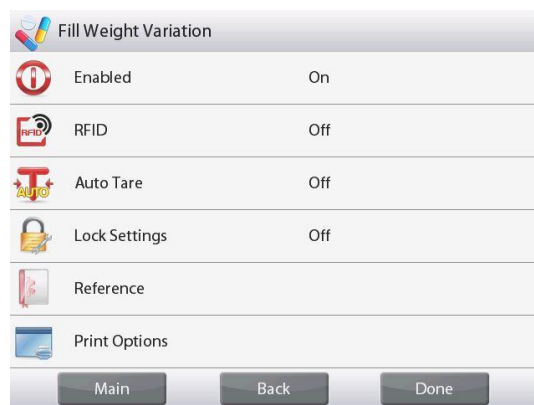 Fill Weight Variation
Enabled On
RFID RFID Off
AUTO Auto Tare Off
Lock Settings Off
Reference
Print Options
Main Back Done